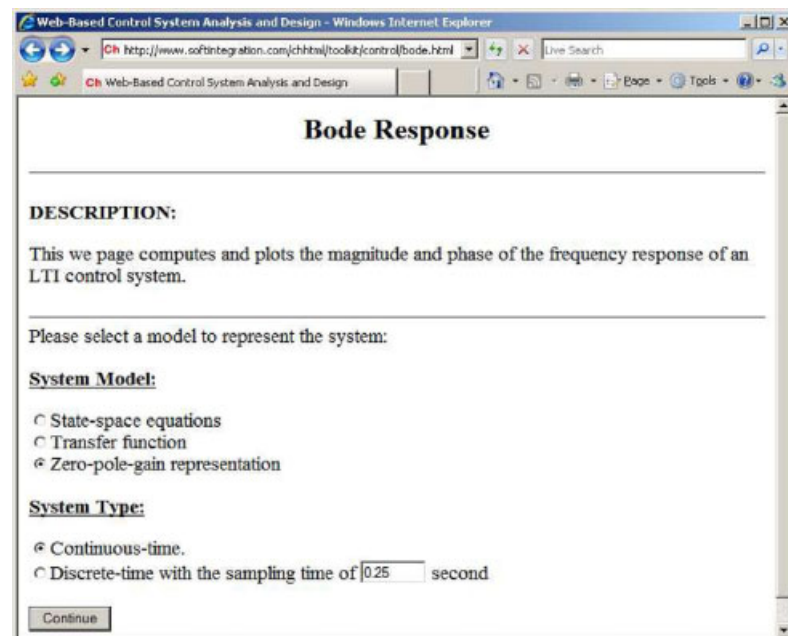 Web-Based Control System Analysis and Design - Windows Internet Explorer
Ch http://www.softintegration.com/chhtml/toolkit/control/bode.html Live Search
Ch Web-Based Control System Analysis and Design Page Tools
Bode Response
DESCRIPTION:
This we page computes and plots the magnitude and phase of the frequency response of an
LTI control system.
Please select a model to represent the system:
System Model:
State-space equations
Transfer function
Zero-pole-gain representation
System Type:
Continuous-time.
Discrete-time with the sampling time of 0.25 second
Continue